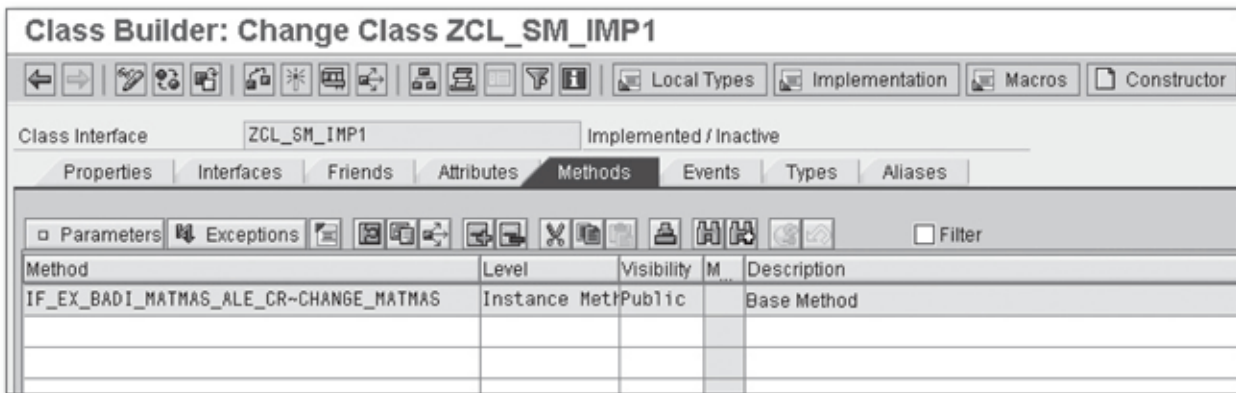 Class Builder: Change Class ZCL_SM_IMP1
Local Types Implementation Macros Constructor
Class Interface ZCL_SM_IMP1 Implemented / Inactive
Properties Interfaces Friends Attributes Methods Events Types Aliases
Parameters Exceptions Filter
Method Level Visibility M... Description
IF_EX_BADI_MATMAS_ALE_CR~CHANGE_MATMAS Instance Meth Public Base Method